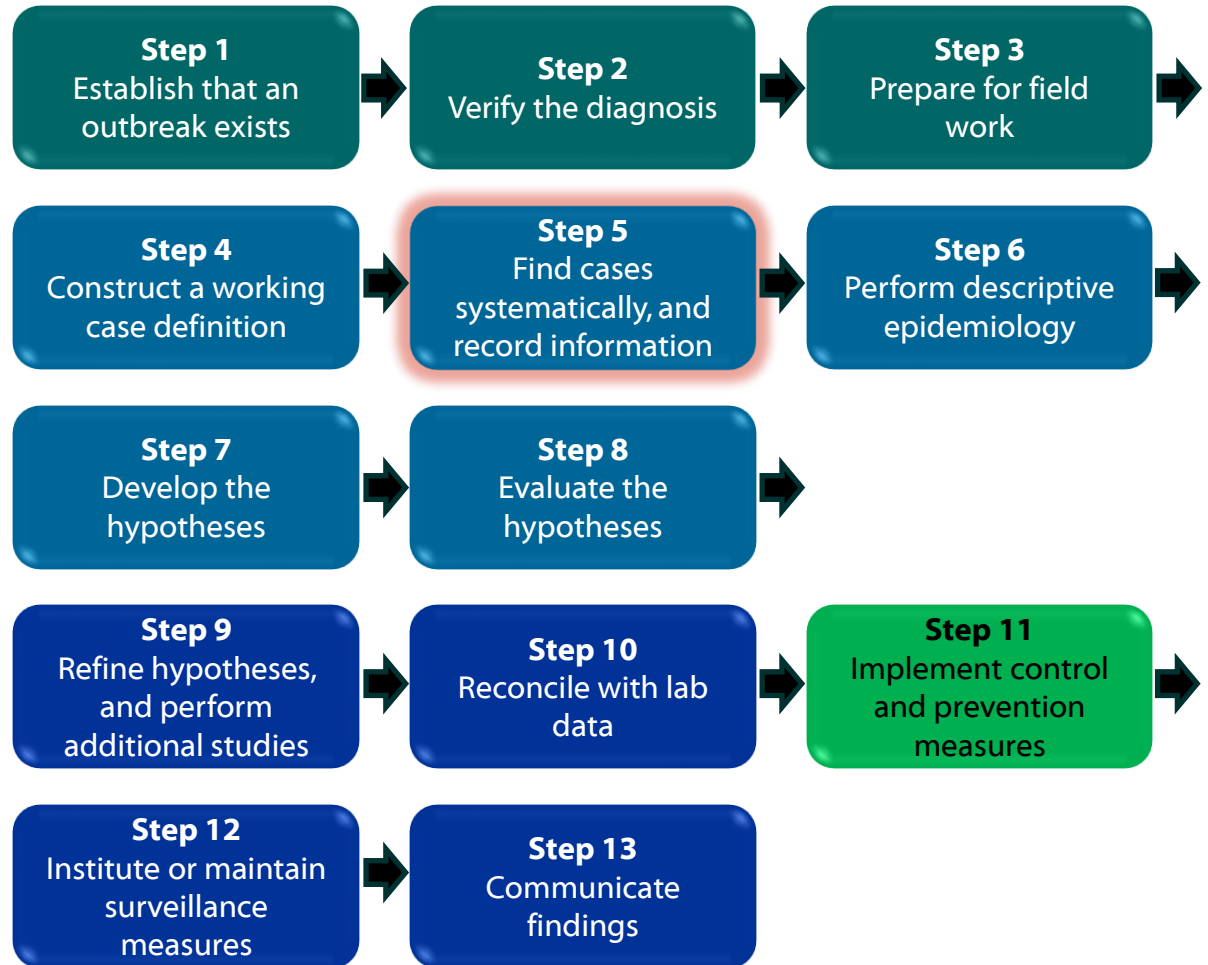 Step 1
Establish that an
outbreak exists
Step 2
Verify the diagnosis
Step 3
Prepare for field
work
Step 4
Construct a working
case definition
Step 5
Find cases
systematically, and
record information
Step 6
Perform descriptive
epidemiology
Step 7
Develop the
hypotheses
Step 8
Evaluate the
hypotheses
Step 9
Refine hypotheses,
and perform
additional studies
Step 10
Reconcile with lab
data
Step 11
Implement control
and prevention
measures
Step 12
Institute or maintain
surveillance
measures
Step 13
Communicate
findings